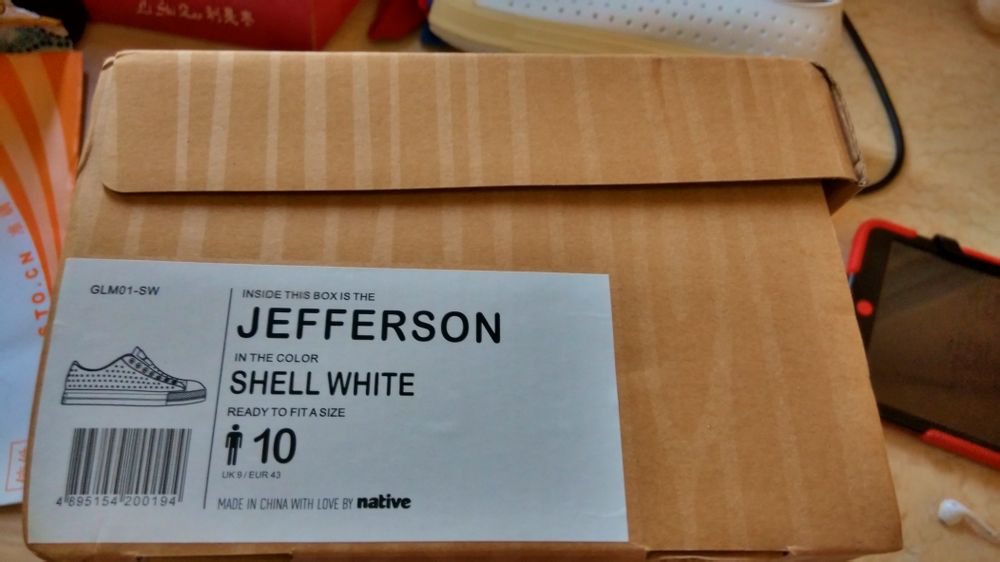 GLM01-SW
INSIDE THIS BOX IS THE
JEFFERSON
IN THE COLOR
SHELL WHITE
READY TO FIT A SIZE
10
UK 9 / EUR 43
MADE IN CHINA WITH LOVE BY native
4 895154 200194
STO.CN